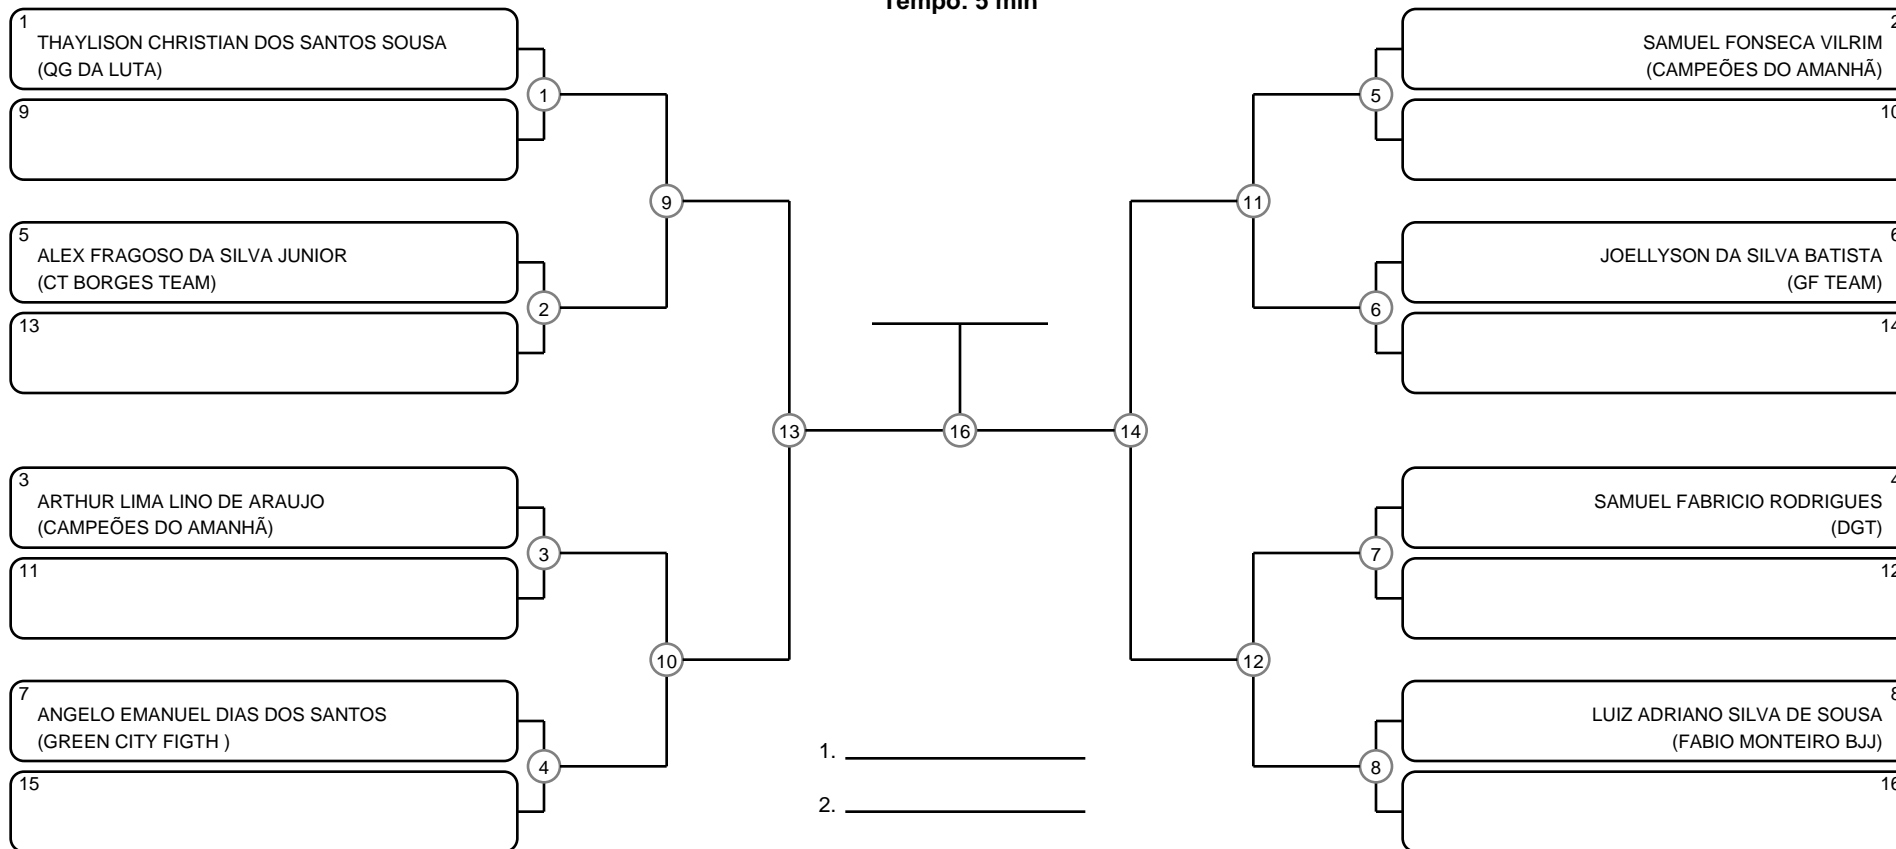 Tempo: 5 min
1
THAYLISON CHRISTIAN DOS SANTOS SOUSA
(QG DA LUTA)
9
5
ALEX FRAGOSO DA SILVA JUNIOR
(CT BORGES TEAM)
13
3
ARTHUR LIMA LINO DE ARAUJO
(CAMPEÕES DO AMANHÃ)
11
7
ANGELO EMANUEL DIAS DOS SANTOS
(GREEN CITY FIGTH )
15
1
2
3
4
9
10
13
16
14
11
12
5
6
7
8
2
SAMUEL FONSECA VILRIM
(CAMPEÕES DO AMANHÃ)
10
6
JOELLYSON DA SILVA BATISTA
(GF TEAM)
14
4
SAMUEL FABRICIO RODRIGUES
(DGT)
12
8
LUIZ ADRIANO SILVA DE SOUSA
(FABIO MONTEIRO BJJ)
16
1.
2.